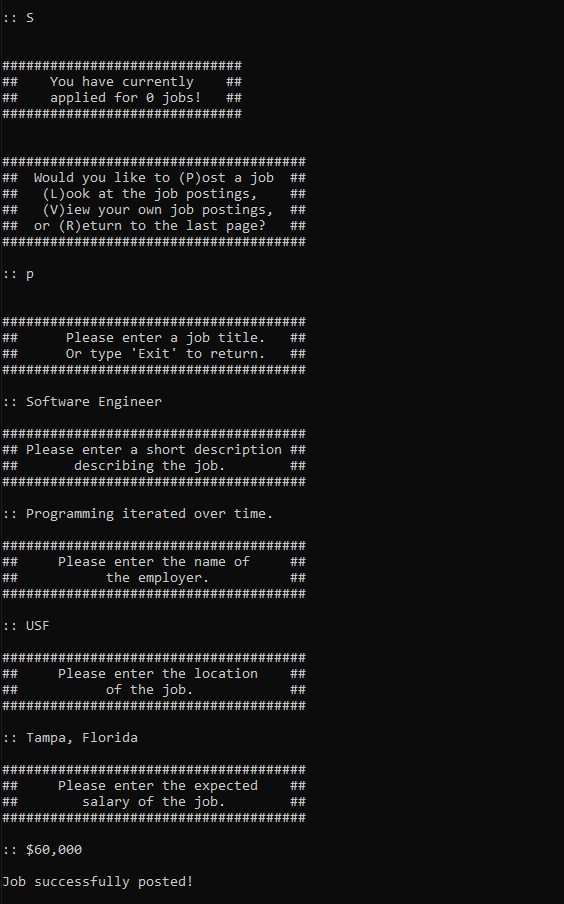 :: S
##############################
##    You have currently    ##
##    applied for 0 jobs!   ##
##############################
######################################
##  Would you like to (P)ost a job  ##
##   (L)ook at the job postings,    ##
##   (V)iew your own job postings,  ##
##  or (R)eturn to the last page?   ##
######################################
:: p
######################################
##      Please enter a job title.   ##
##      Or type 'Exit' to return.   ##
######################################
:: Software Engineer
######################################
## Please enter a short description ##
##       describing the job.        ##
######################################
:: Programming iterated over time.
######################################
##     Please enter the name of     ##
##           the employer.          ##
######################################
:: USF
######################################
##     Please enter the location    ##
##           of the job.            ##
######################################
:: Tampa, Florida
######################################
##     Please enter the expected    ##
##        salary of the job.        ##
######################################
:: $60,000
Job successfully posted!